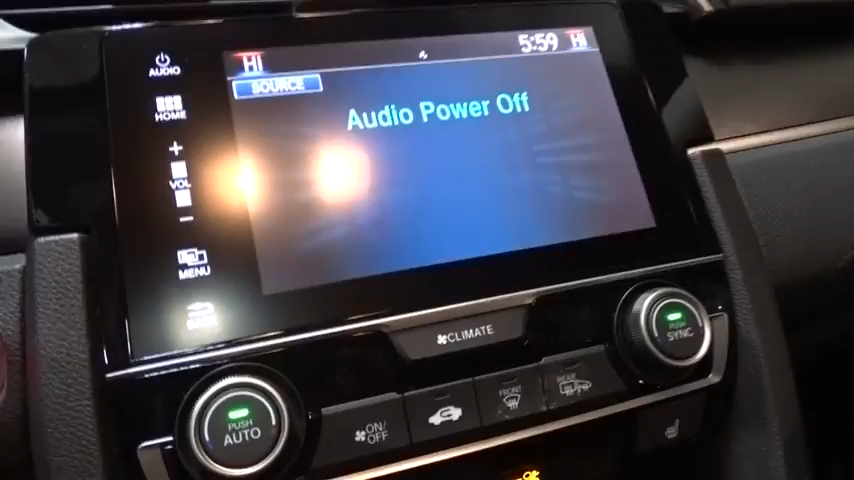 AUDIO
HI
5:59
Hi
SOURCE
Audio Power Off
HOME
+
VOL
−
MENU
CLIMATE
PUSH
SYNC
PUSH
AUTO
ON/
OFF
FRONT
REAR